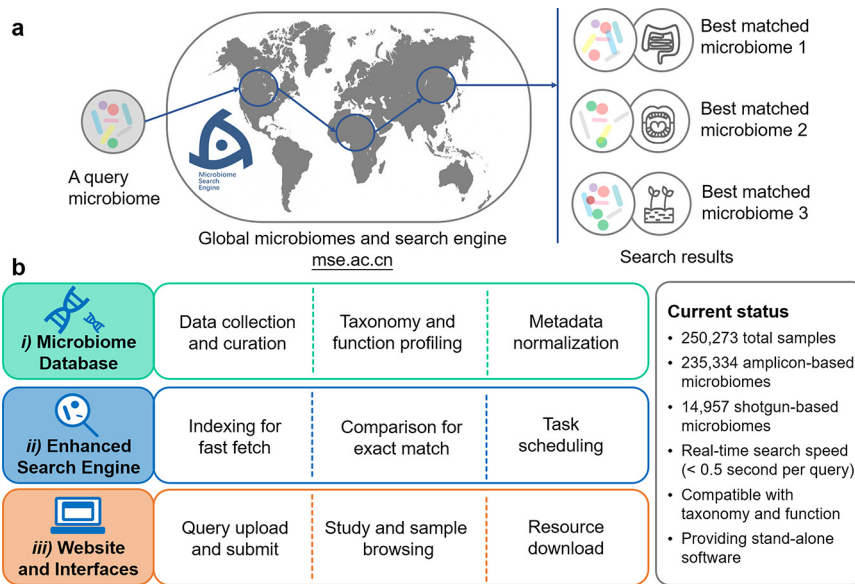 a
A query
microbiome
Microbiome
Search
Engine
Global microbiomes and search engine
mse.ac.cn
Best matched
microbiome 1
Best matched
microbiome 2
Best matched
microbiome 3
Search results
b
i) Microbiome
Database
Data collection
and curation
Taxonomy and
function profiling
Metadata
normalization
ii) Enhanced
Search Engine
Indexing for
fast fetch
Comparison for
exact match
Task
scheduling
iii) Website
and Interfaces
Query upload
and submit
Study and sample
browsing
Resource
download
Current status
• 250,273 total samples
• 235,334 amplicon-based
microbiomes
• 14,957 shotgun-based
microbiomes
• Real-time search speed
(< 0.5 second per query)
• Compatible with
taxonomy and function
• Providing stand-alone
software